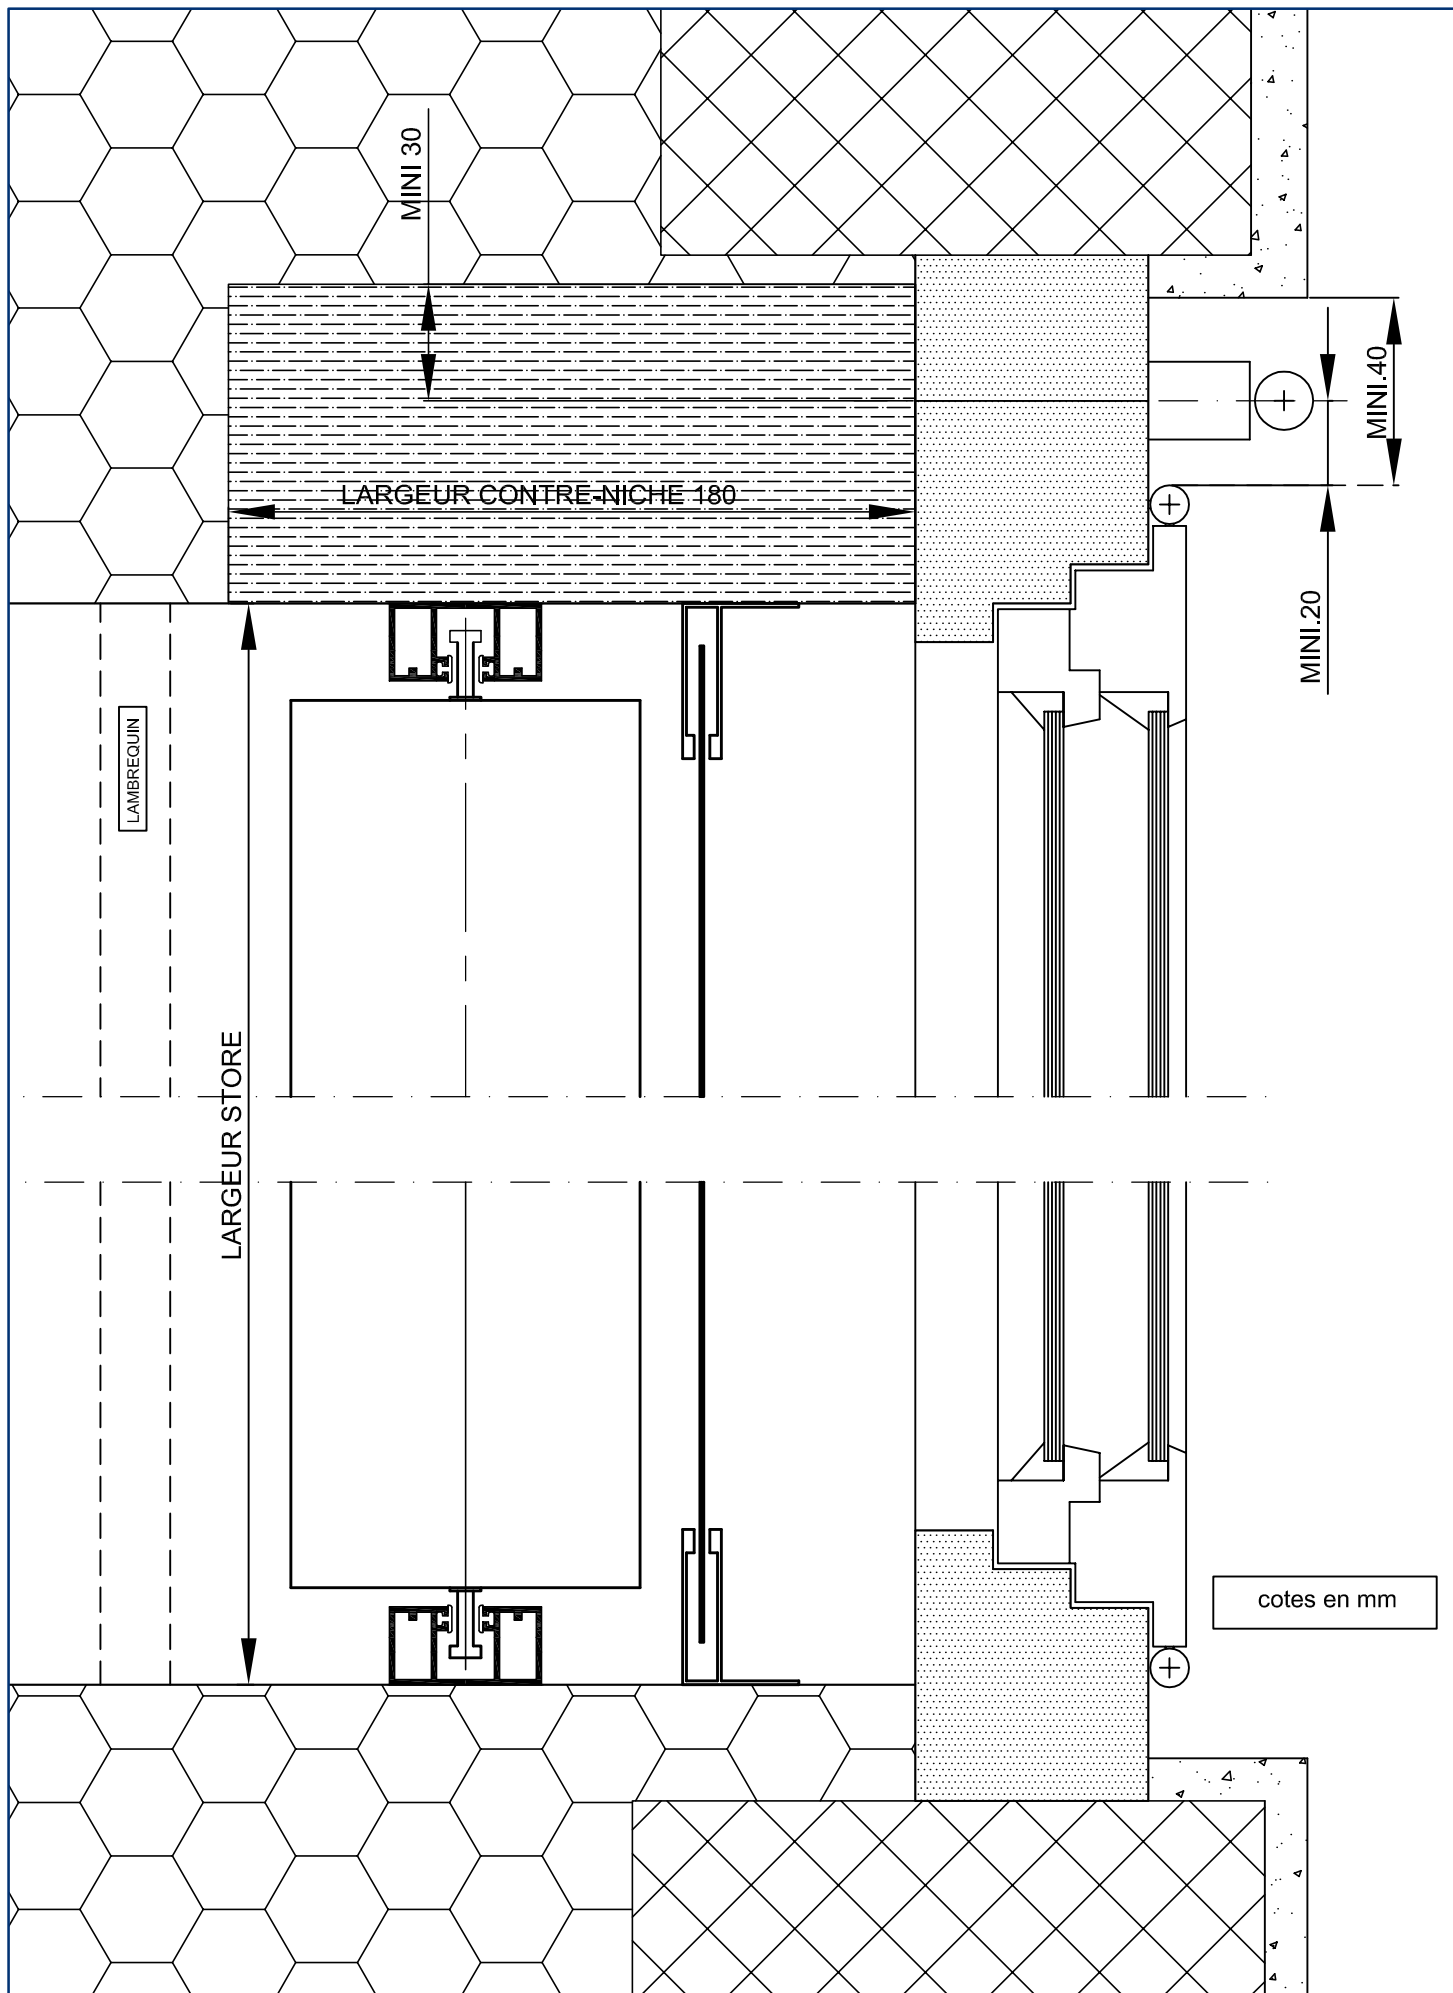 MINI 30
MINI.40
LARGEUR CONTRE-NICHE 180
MINI.20
LAMBREQUIN
LARGEUR STORE
cotes en mm